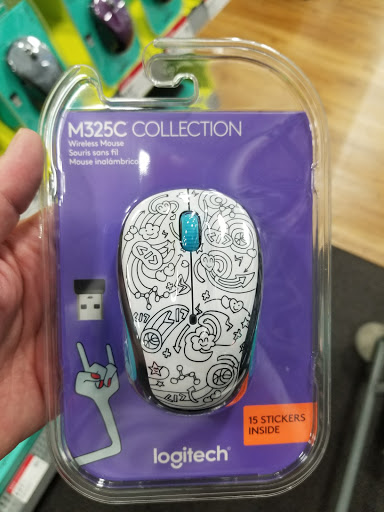 M325C COLLECTION
Wireless Mouse
Souris sans fil
Mouse inalámbrico
15 STICKERS
INSIDE
logitech